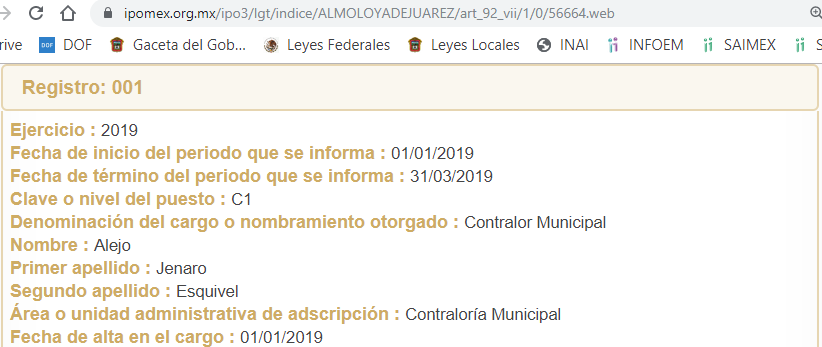 ipomex.org.mx/ipo3/lgt/indice/ALMOLOYADEJUAREZ/art_92_vii/1/0/56664.web
rive DOF DOF Gaceta del Gob... Leyes Federales Leyes Locales INAI INFOEM SAIMEX S
Registro: 001
Ejercicio : 2019
Fecha de inicio del periodo que se informa : 01/01/2019
Fecha de término del periodo que se informa : 31/03/2019
Clave o nivel del puesto : C1
Denominación del cargo o nombramiento otorgado : Contralor Municipal
Nombre : Alejo
Primer apellido : Jenaro
Segundo apellido : Esquivel
Área o unidad administrativa de adscripción : Contraloría Municipal
Fecha de alta en el cargo : 01/01/2019